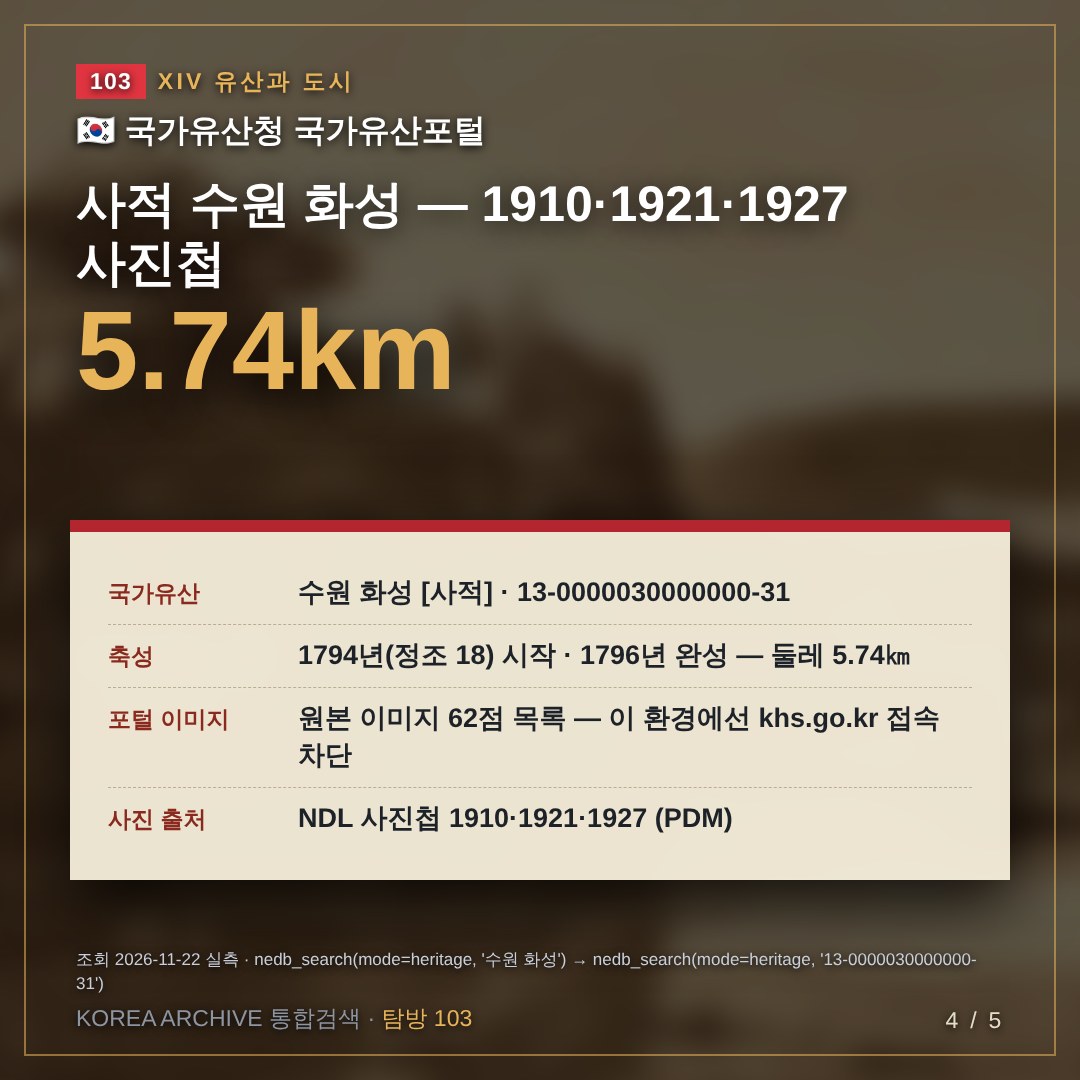 103 XIV 유산과 도시
🇰🇷 국가유산청 국가유산포털
사적 수원 화성 — 1910·1921·1927
사진첩
5.74km
국가유산 수원 화성 [사적] · 13-0000030000000-31
축성 1794년(정조 18) 시작 · 1796년 완성 — 둘레 5.74㎞
포털 이미지 원본 이미지 62점 목록 — 이 환경에선 khs.go.kr 접속
차단
사진 출처 NDL 사진첩 1910·1921·1927 (PDM)
조회 2026-11-22 실측 · nedb_search(mode=heritage, '수원 화성') → nedb_search(mode=heritage, '13-0000030000000-
31')
KOREA ARCHIVE 통합검색 · 탐방 103
4 / 5